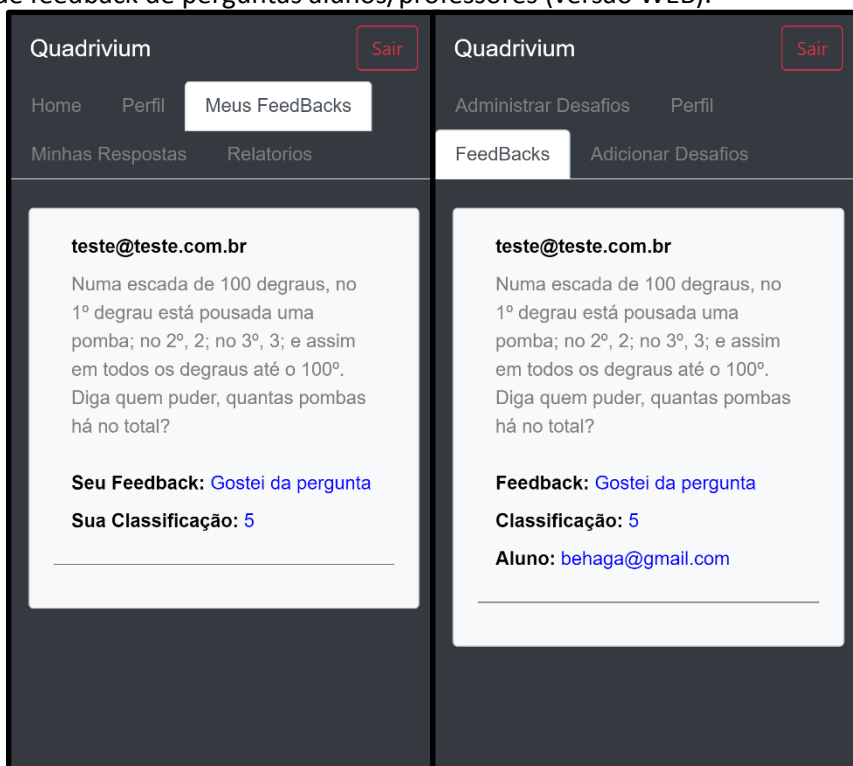 de feedback de perguntas alunos/professores (versão WEB).
Quadrivium Sair
Home Perfil Meus FeedBacks
Minhas Respostas Relatorios
teste@teste.com.br
Numa escada de 100 degraus, no
1º degrau está pousada uma
pomba; no 2º, 2; no 3º, 3; e assim
em todos os degraus até o 100º.
Diga quem puder, quantas pombas
há no total?
Seu Feedback: Gostei da pergunta
Sua Classificação: 5
Quadrivium Sair
Administrar Desafios Perfil
FeedBacks Adicionar Desafios
teste@teste.com.br
Numa escada de 100 degraus, no
1º degrau está pousada uma
pomba; no 2º, 2; no 3º, 3; e assim
em todos os degraus até o 100º.
Diga quem puder, quantas pombas
há no total?
Feedback: Gostei da pergunta
Classificação: 5
Aluno: behaga@gmail.com